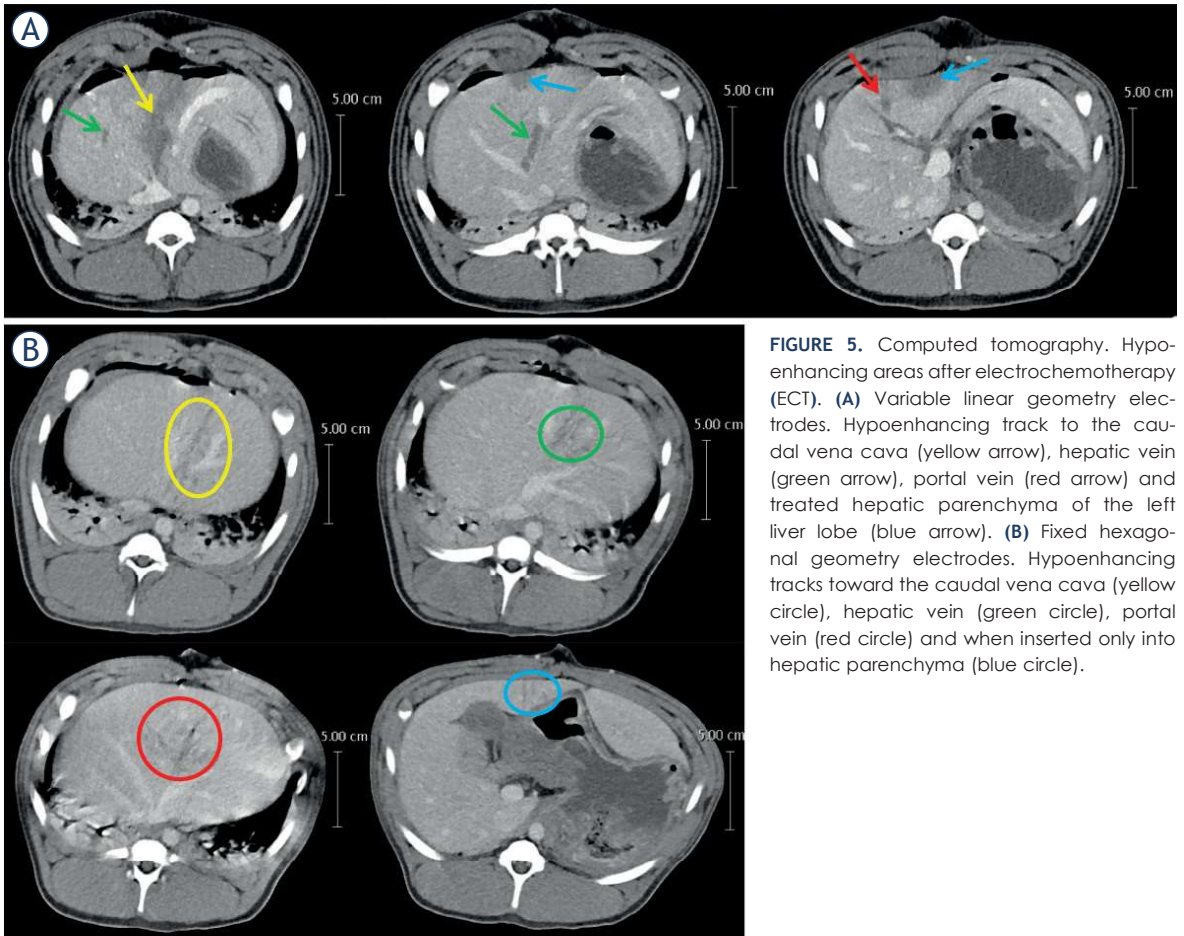 A
5.00 cm
5.00 cm
5.00 cm
B
5.00 cm
5.00 cm
5.00 cm
5.00 cm
FIGURE 5. Computed tomography. Hypo-
enhancing areas after electrochemotherapy
(ECT). (A) Variable linear geometry elec-
trodes. Hypoenhancing track to the cau-
dal vena cava (yellow arrow), hepatic vein
(green arrow), portal vein (red arrow) and
treated hepatic parenchyma of the left
liver lobe (blue arrow). (B) Fixed hexago-
nal geometry electrodes. Hypoenhancing
tracks toward the caudal vena cava (yellow
circle), hepatic vein (green circle), portal
vein (red circle) and when inserted only into
hepatic parenchyma (blue circle).